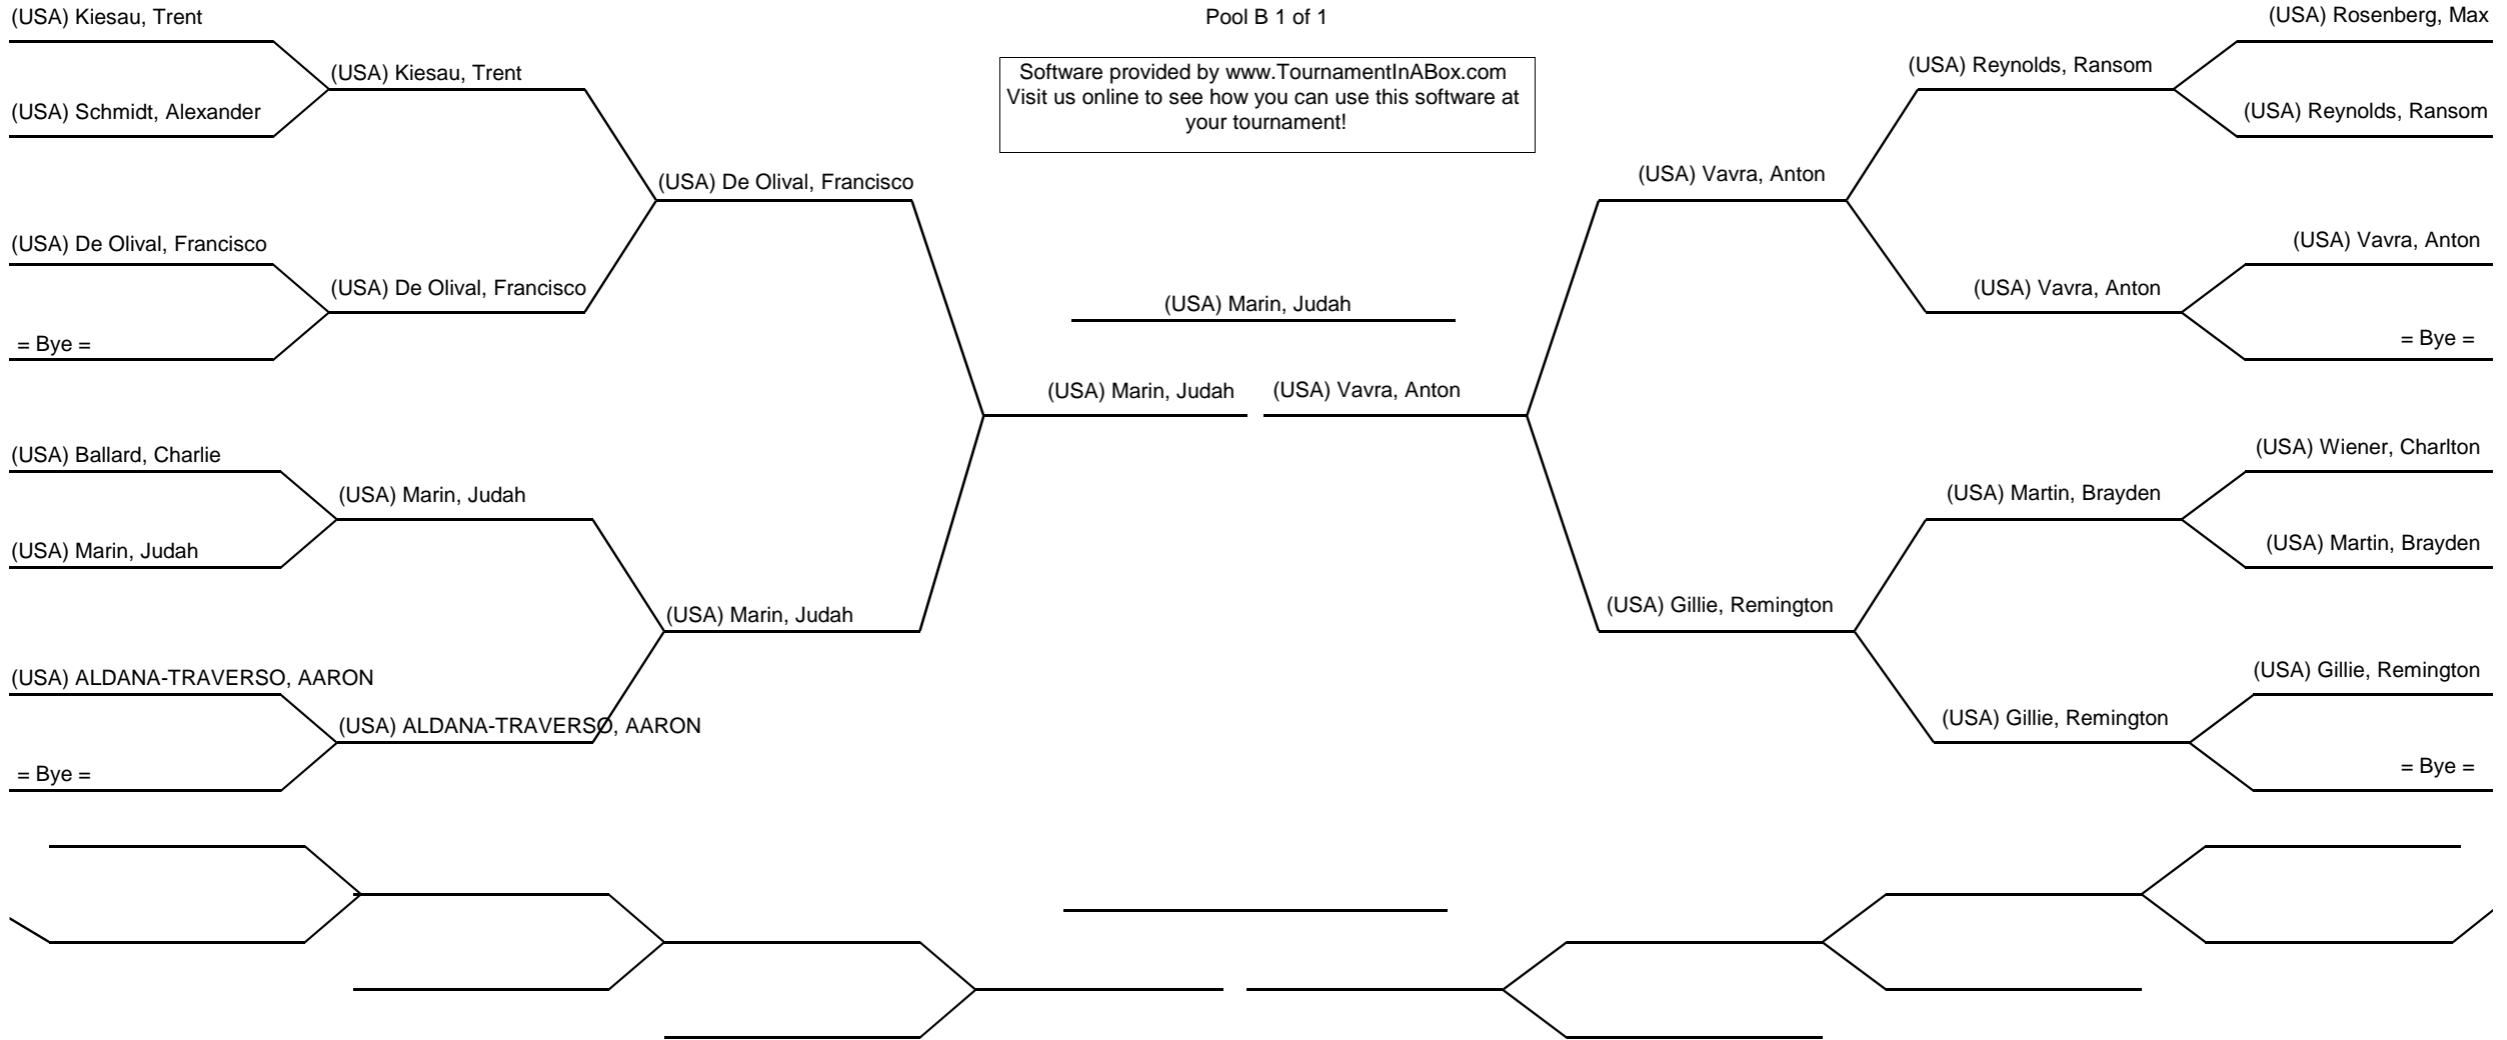 Pool B 1 of 1
Software provided by www.TournamentInABox.com
Visit us online to see how you can use this software at
your tournament!
(USA) Kiesau, Trent
(USA) Schmidt, Alexander
(USA) De Olival, Francisco
= Bye =
(USA) Ballard, Charlie
(USA) Marin, Judah
(USA) ALDANA-TRAVERSO, AARON
= Bye =
(USA) Kiesau, Trent
(USA) De Olival, Francisco
(USA) Marin, Judah
(USA) ALDANA-TRAVERSO, AARON
(USA) De Olival, Francisco
(USA) Marin, Judah
(USA) Marin, Judah
(USA) Marin, Judah
(USA) Vavra, Anton
(USA) Vavra, Anton
(USA) Gillie, Remington
(USA) Reynolds, Ransom
(USA) Vavra, Anton
(USA) Martin, Brayden
(USA) Gillie, Remington
(USA) Rosenberg, Max
(USA) Reynolds, Ransom
(USA) Vavra, Anton
= Bye =
(USA) Wiener, Charlton
(USA) Martin, Brayden
(USA) Gillie, Remington
= Bye =